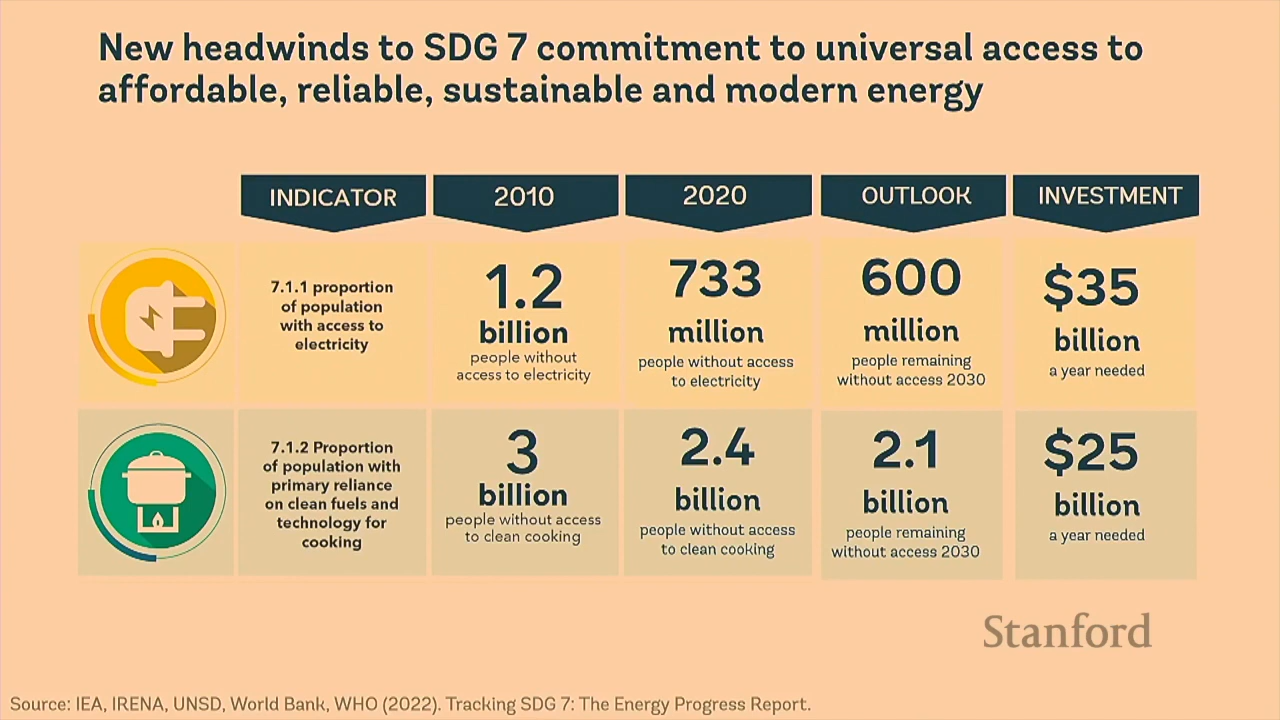 New headwinds to SDG 7 commitment to universal access to
affordable, reliable, sustainable and modern energy
INDICATOR
2010
2020
OUTLOOK
INVESTMENT
7.1.1 proportion
of population
with access to
electricity
1.2
billion
people without
access to electricity
733
million
people without access
to electricity
600
million
people remaining
without access 2030
$35
billion
a year needed
7.1.2 Proportion
of population with
primary reliance
on clean fuels and
technology for
cooking
3
billion
people without access
to clean cooking
2.4
billion
people without access
to clean cooking
2.1
billion
people remaining
without access 2030
$25
billion
a year needed
Stanford
Source: IEA, IRENA, UNSD, World Bank, WHO (2022). Tracking SDG 7: The Energy Progress Report.